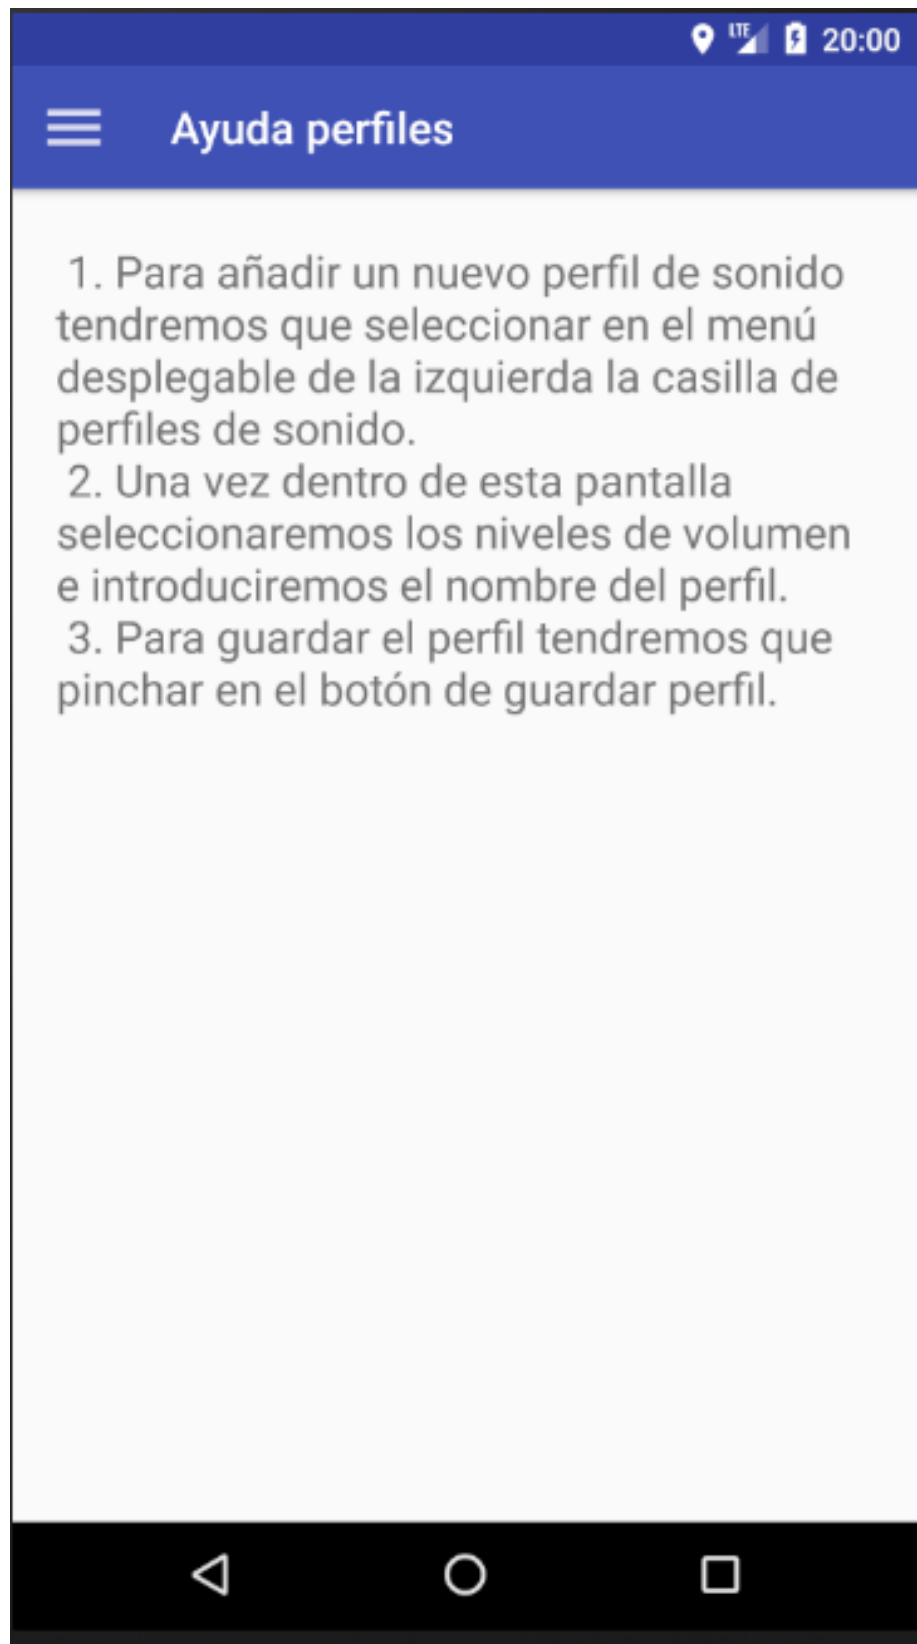 LTE 20:00
Ayuda perfiles
1. Para añadir un nuevo perfil de sonido
tendremos que seleccionar en el menú
desplegable de la izquierda la casilla de
perfiles de sonido.
2. Una vez dentro de esta pantalla
seleccionaremos los niveles de volumen
e introduciremos el nombre del perfil.
3. Para guardar el perfil tendremos que
pinchar en el botón de guardar perfil.